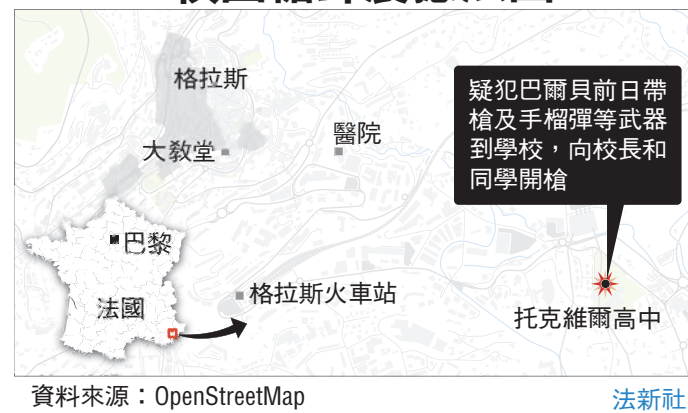 格拉斯
疑犯巴爾貝前日帶
槍及手榴彈等武器
到學校，向校長和
同學開槍
醫院
大教堂
巴黎
格拉斯火車站
法國
托克維爾高中
資料來源：OpenStreetMap
法新社